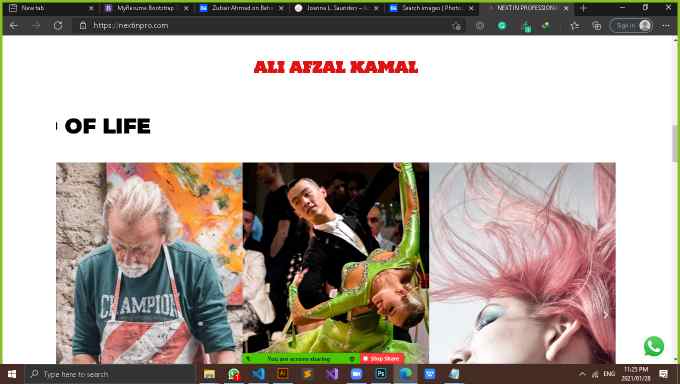 New tab
MyResume Bootstrap
Zubair Ahmad on Beh
Joanna L. Saunders –
Search Images | Photo
NEXT IN PROFESSION
https://nextinpro.com
Sign in
ALI AFZAL KAMAL
OF LIFE
CHAMPION
You are screen sharing
Stop Share
Type here to search
ENG
11:25 PM
2021/01/28